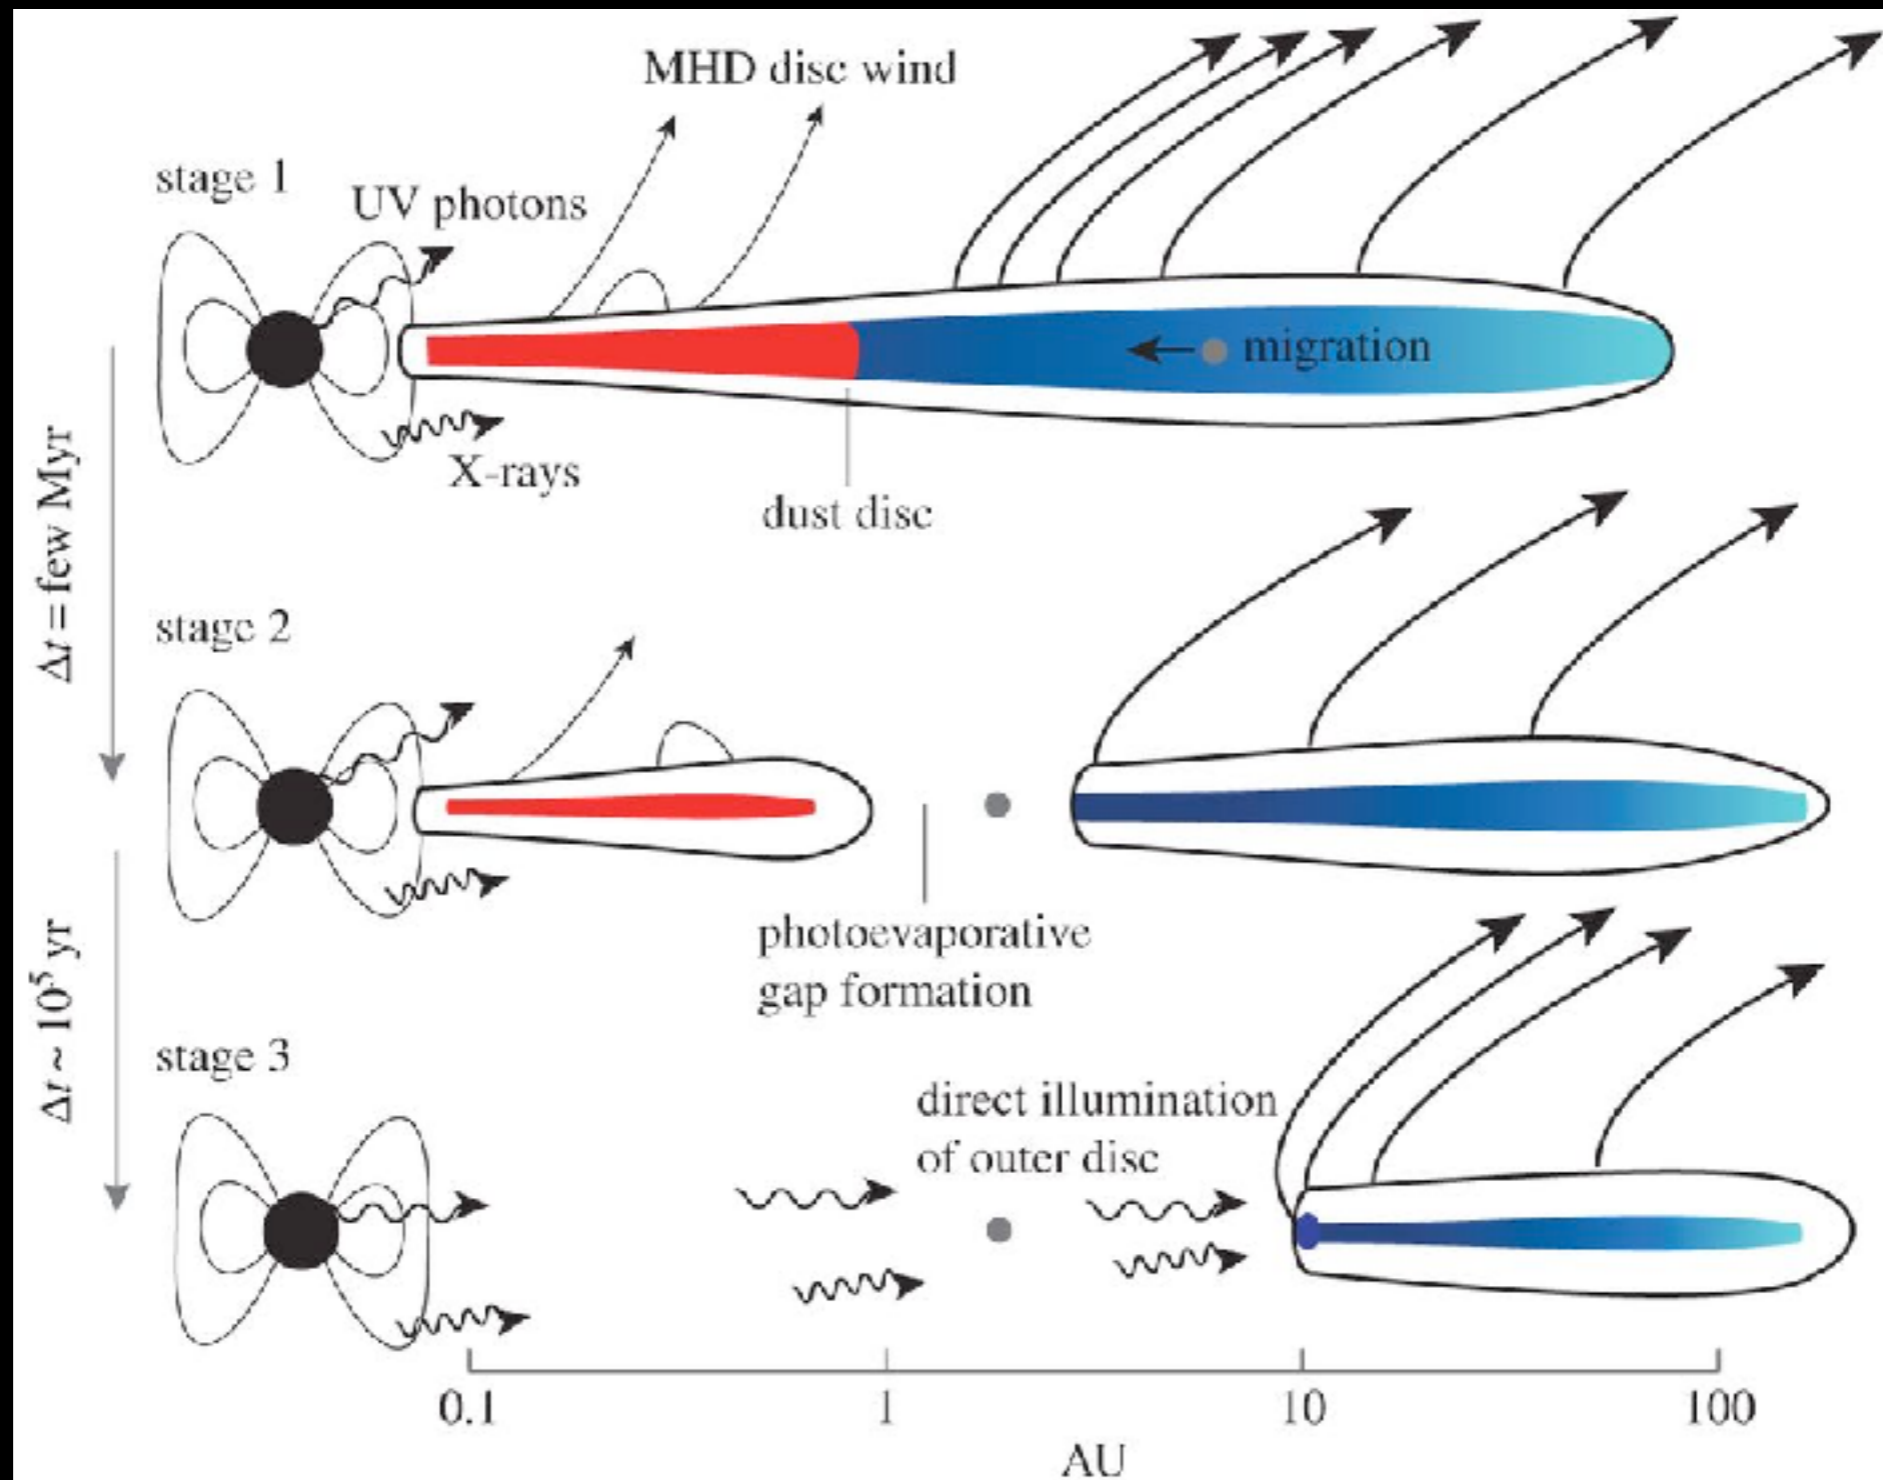 MHD disc wind
stage 1
UV photons
migration
X-rays
dust disc
Δt = few Myr
stage 2
photoevaporative
gap formation
Δt ~ 10⁵ yr
stage 3
direct illumination
of outer disc
0.1 1 10 100
AU